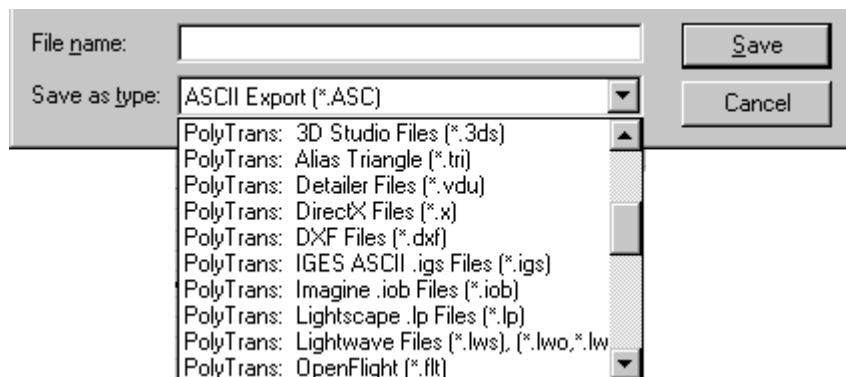 File name:
Save
Save as type: ASCII Export (*.ASC)
Cancel
PolyTrans: 3D Studio Files (*.3ds)
PolyTrans: Alias Triangle (*.tri)
PolyTrans: Detailer Files (*.vdu)
PolyTrans: DirectX Files (*.x)
PolyTrans: DXF Files (*.dxf)
PolyTrans: IGES ASCII .igs Files (*.igs)
PolyTrans: Imagine .iob Files (*.iob)
PolyTrans: Lightscape .lp Files (*.lp)
PolyTrans: Lightwave Files (*.lws), (*.lwo,*.lw
PolyTrans: OpenFlight (*.flt)